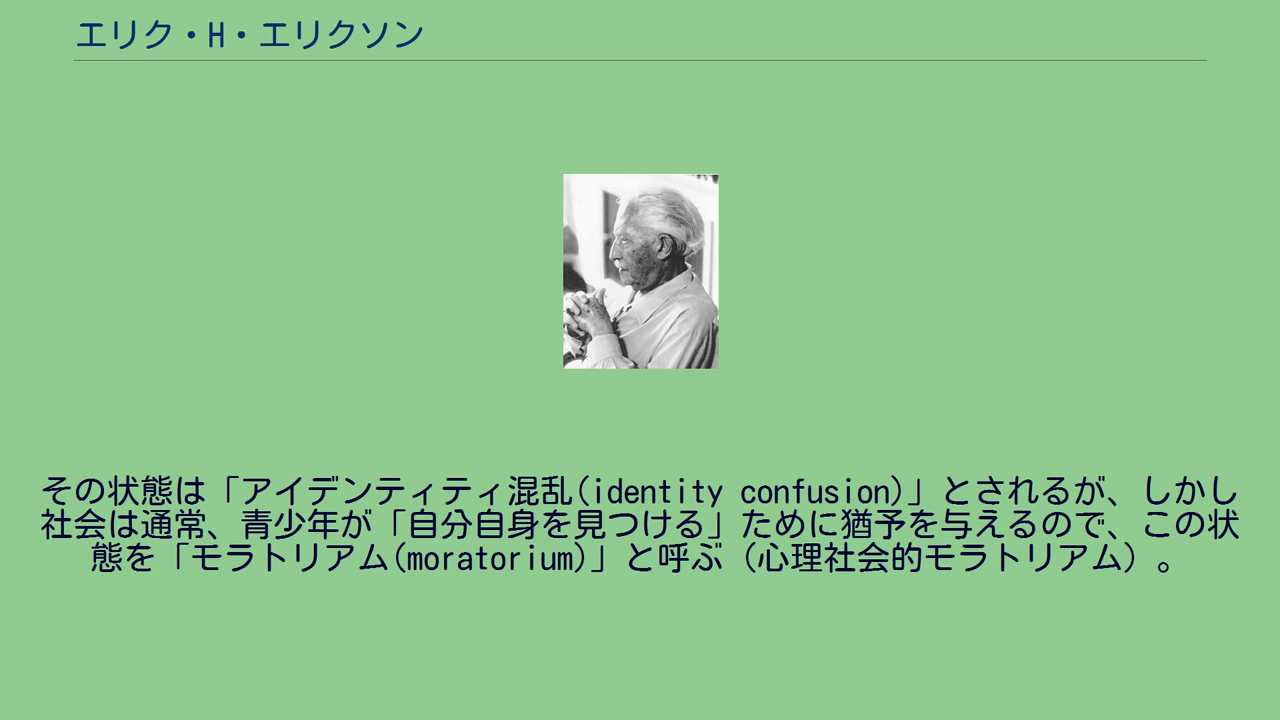 エリク・H・エリクソン
その状態は「アイデンティティ混乱(identity confusion)」とされるが、しかし
社会は通常、青少年が「自分自身を見つける」ために猶予を与えるので、この状
態を「モラトリアム(moratorium)」と呼ぶ（心理社会的モラトリアム）。